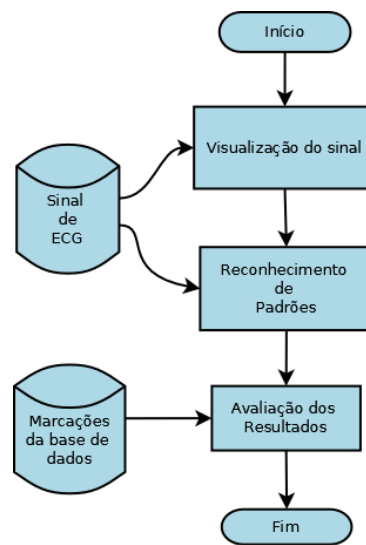 Início
Visualização do sinal
Sinal
de
ECG
Reconhecimento
de
Padrões
Marcações
da base de
dados
Avaliação dos
Resultados
Fim